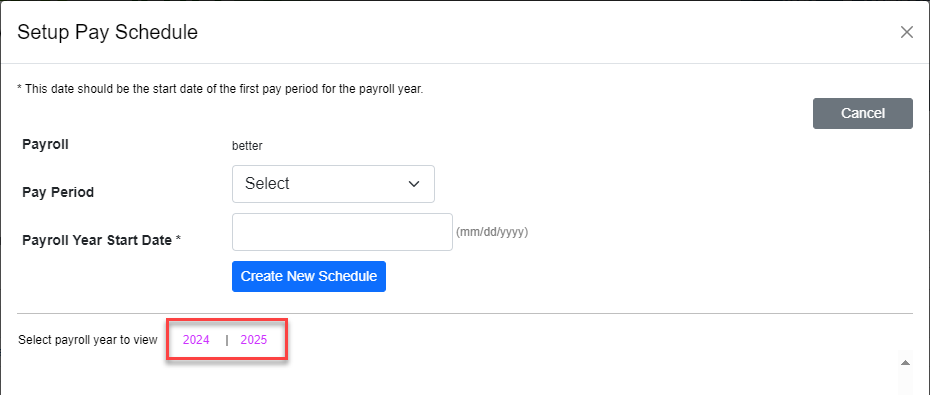 Setup Pay Schedule
* This date should be the start date of the first pay period for the payroll year.
Cancel
Payroll better
Pay Period Select
Payroll Year Start Date * (mm/dd/yyyy)
Create New Schedule
Select payroll year to view 2024 | 2025